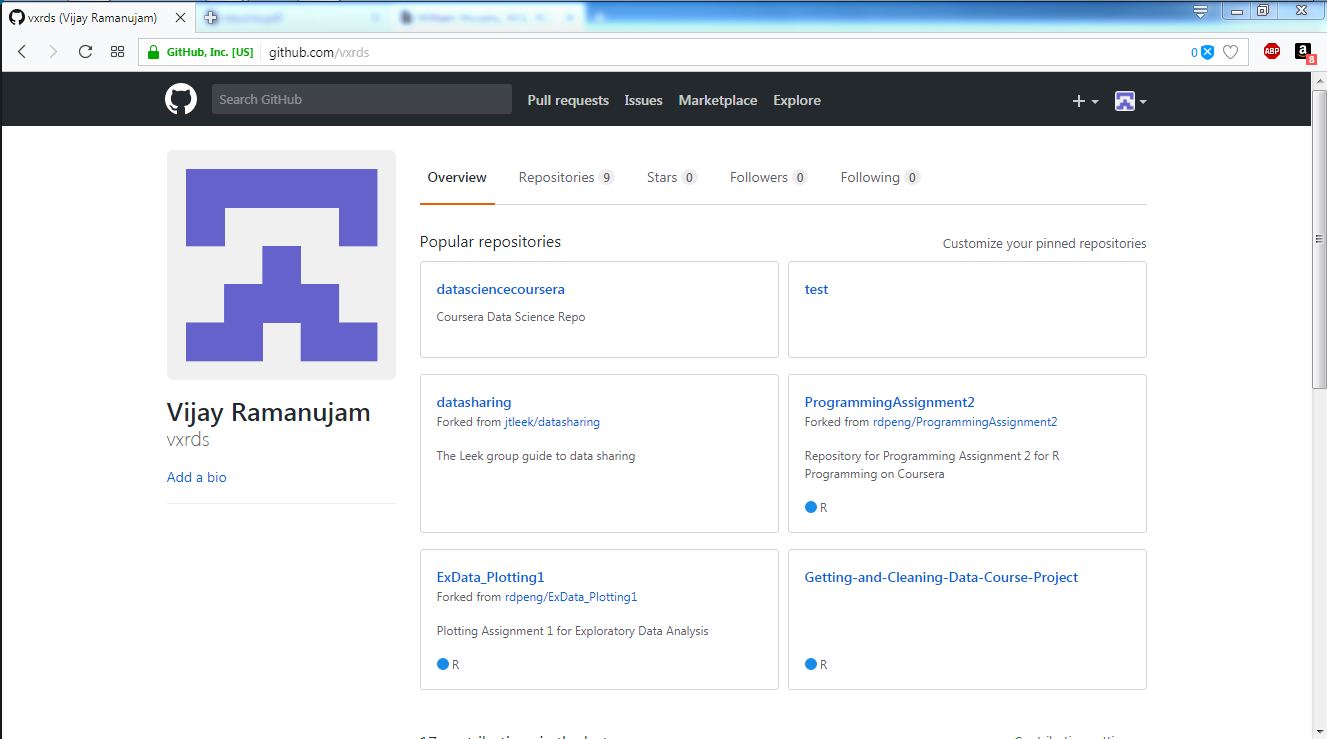 vxrds (Vijay Ramanujam)
GitHub, Inc. [US] github.com/vxrds 0 ABP a 8
Search GitHub Pull requests Issues Marketplace Explore
Overview Repositories 9 Stars 0 Followers 0 Following 0
Vijay Ramanujam
vxrds
Add a bio
Popular repositories Customize your pinned repositories
datasciencecoursera
Coursera Data Science Repo
test
datasharing
Forked from jtleek/datasharing
The Leek group guide to data sharing
ProgrammingAssignment2
Forked from rdpeng/ProgrammingAssignment2
Repository for Programming Assignment 2 for R
Programming on Coursera
R
ExData_Plotting1
Forked from rdpeng/ExData_Plotting1
Plotting Assignment 1 for Exploratory Data Analysis
R
Getting-and-Cleaning-Data-Course-Project
R